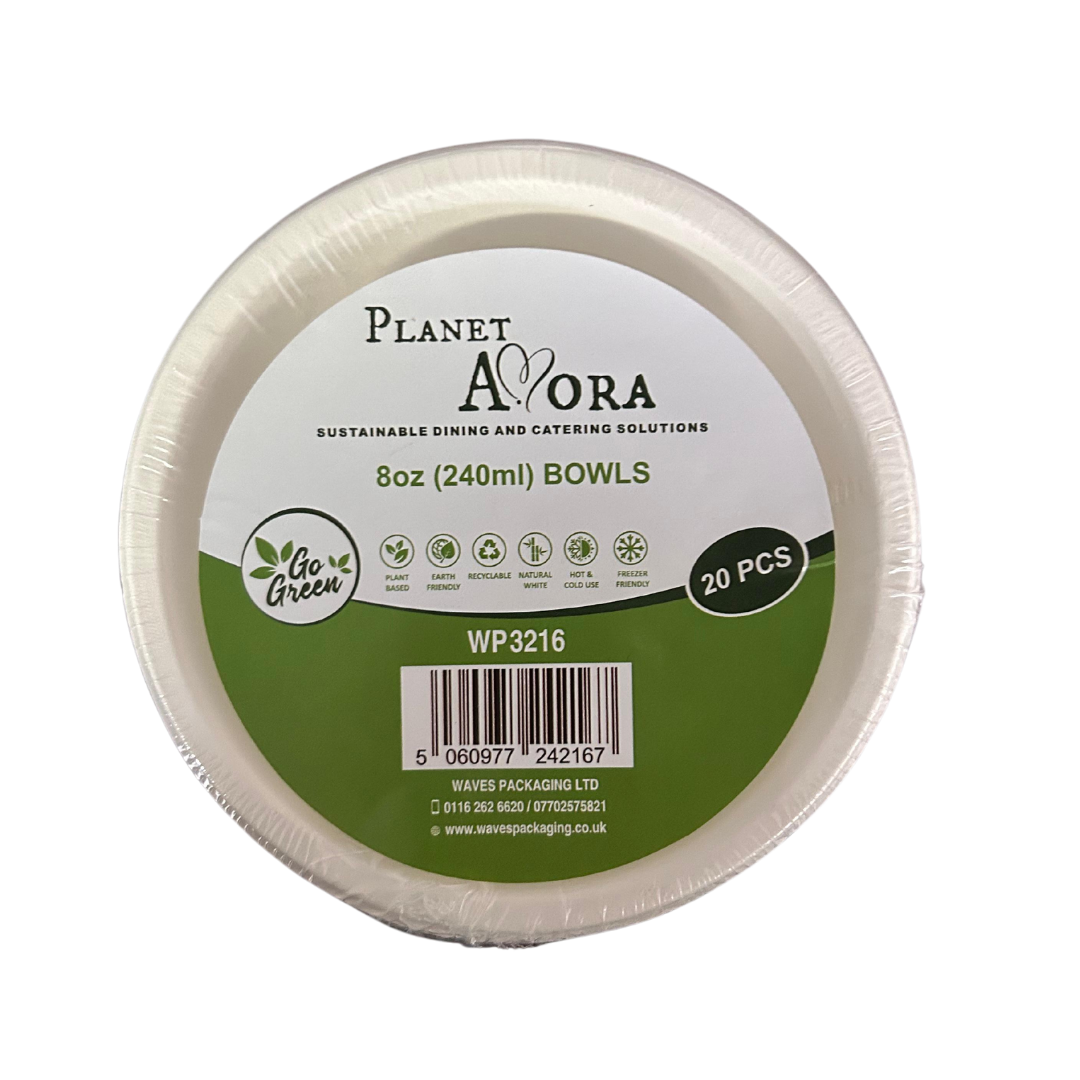 PLANET
AMORA
SUSTAINABLE DINING AND CATERING SOLUTIONS
8oz (240ml) BOWLS
Go
Green
PLANT
BASED
EARTH
FRIENDLY
RECYCLABLE
NATURAL
WHITE
HOT &
COLD USE
FREEZER
FRIENDLY
20 PCS
WP3216
5 060977 242167
WAVES PACKAGING LTD
0116 262 6620 / 07702575821
www.wavespackaging.co.uk